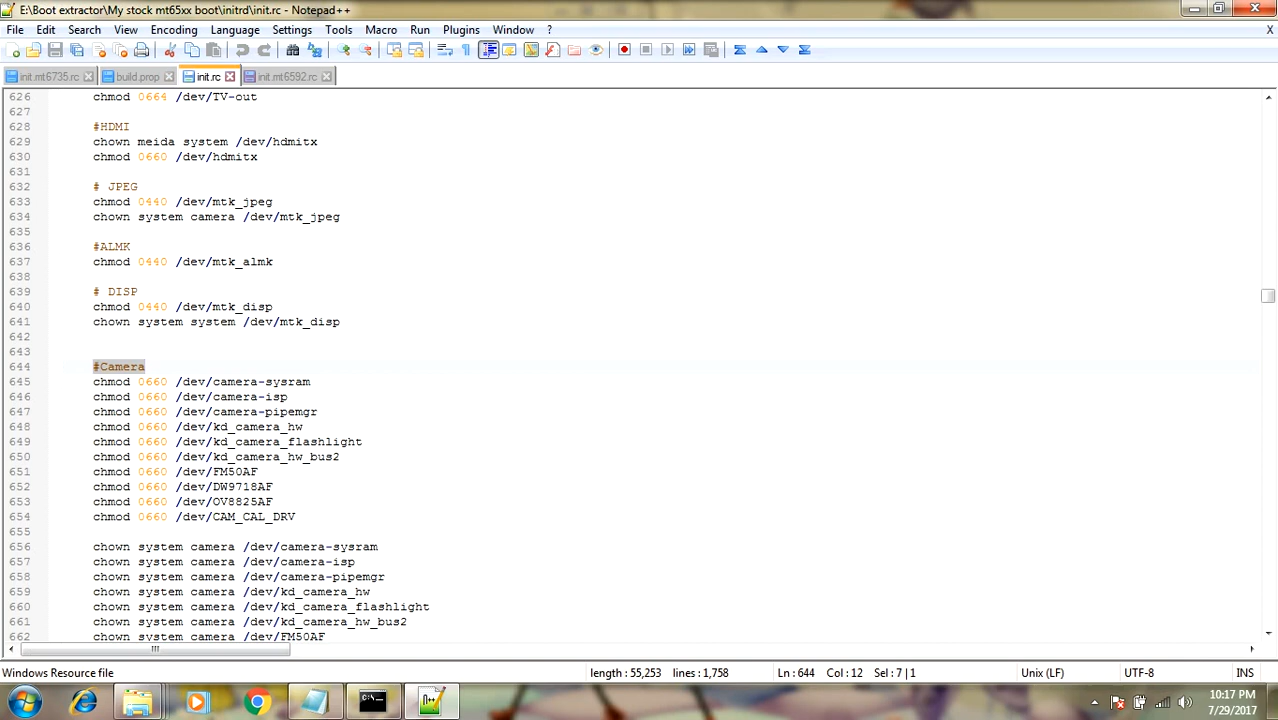 E:\Boot extractor\My stock mt65xx boot\initrd\init.rc - Notepad++
File Edit Search View Encoding Language Settings Tools Macro Run Plugins Window ? X
init.mt6735.rc build.prop init.rc init.mt6592.rc
626 chmod 0664 /dev/TV-out
627
628 #HDMI
629 chown meida system /dev/hdmitx
630 chmod 0660 /dev/hdmitx
631
632 # JPEG
633 chmod 0440 /dev/mtk_jpeg
634 chown system camera /dev/mtk_jpeg
635
636 #ALMK
637 chmod 0440 /dev/mtk_almk
638
639 # DISP
640 chmod 0440 /dev/mtk_disp
641 chown system system /dev/mtk_disp
642
643
644 #Camera
645 chmod 0660 /dev/camera-sysram
646 chmod 0660 /dev/camera-isp
647 chmod 0660 /dev/camera-pipemgr
648 chmod 0660 /dev/kd_camera_hw
649 chmod 0660 /dev/kd_camera_flashlight
650 chmod 0660 /dev/kd_camera_hw_bus2
651 chmod 0660 /dev/FM50AF
652 chmod 0660 /dev/DW9718AF
653 chmod 0660 /dev/OV8825AF
654 chmod 0660 /dev/CAM_CAL_DRV
655
656 chown system camera /dev/camera-sysram
657 chown system camera /dev/camera-isp
658 chown system camera /dev/camera-pipemgr
659 chown system camera /dev/kd_camera_hw
660 chown system camera /dev/kd_camera_flashlight
661 chown system camera /dev/kd_camera_hw_bus2
662 chown system camera /dev/FM50AF
Windows Resource file length : 55,253 lines : 1,758 Ln : 644 Col : 12 Sel : 7 | 1 Unix (LF) UTF-8 INS
10:17 PM
7/29/2017